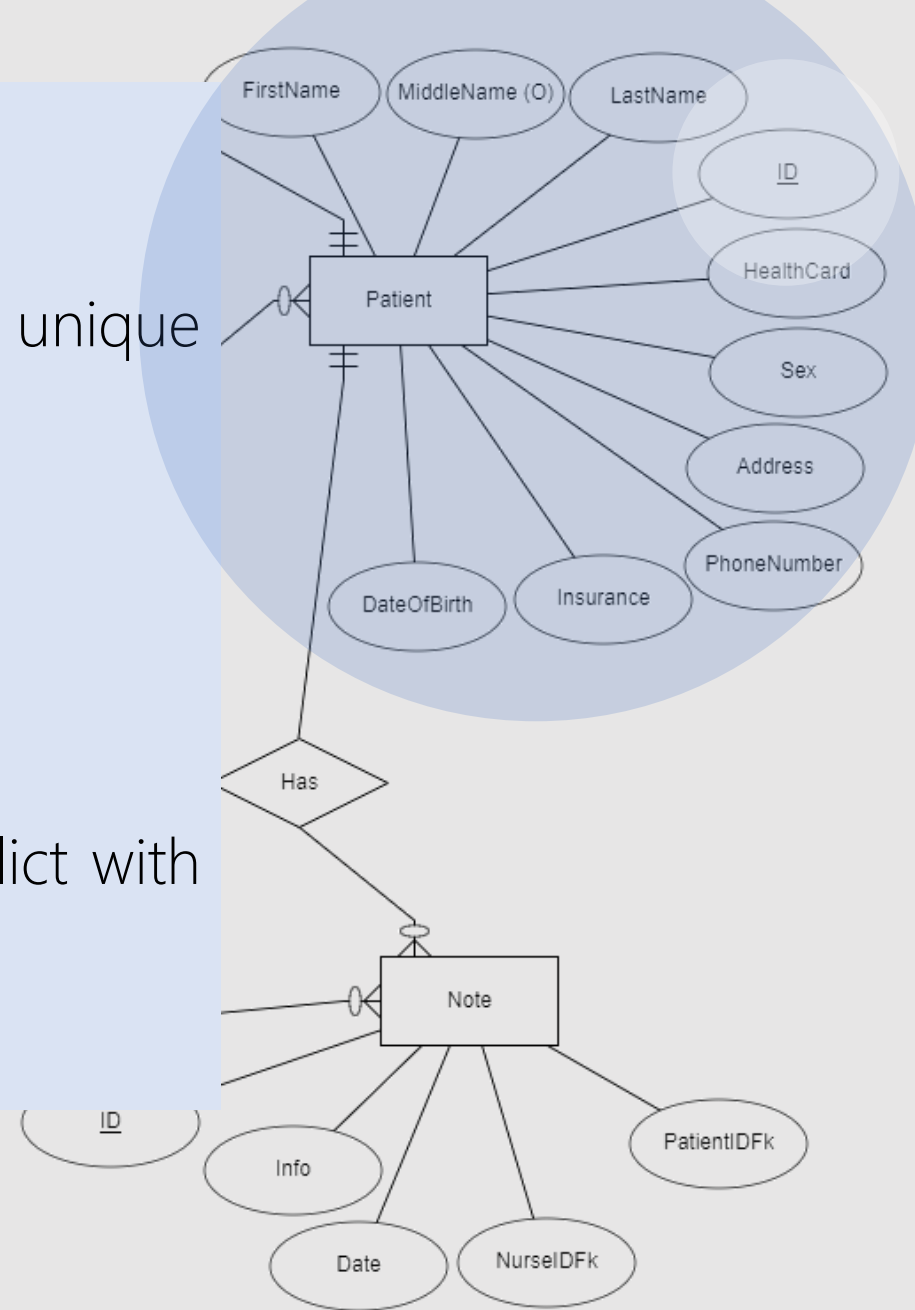 FirstName
MiddleName (O)
LastName
ID
HealthCard
Patient
unique
Sex
Address
PhoneNumber
DateOfBirth
Insurance
Has
with
Note
ID
Info
PatientIDFk
Date
NurseIDFk